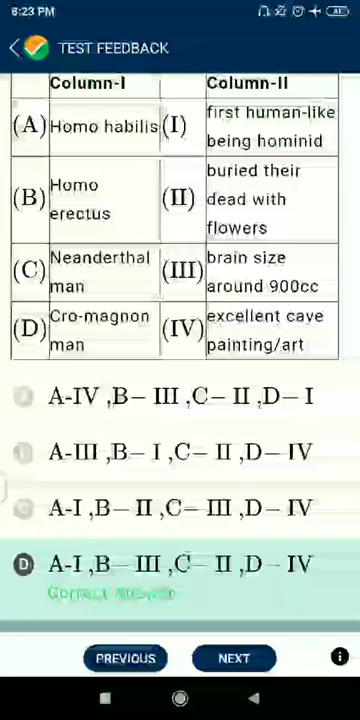 8:23 PM
TEST FEEDBACK
Column-I Column-II
(A) Homo habilis (I) first human-like being hominid
(B) Homo erectus (II) buried their dead with flowers
(C) Neanderthal man (III) brain size around 900cc
(D) Cro-magnon man (IV) excellent cave painting/art
A-IV ,B– III ,C– II ,D– I
A-III ,B– I ,C– II ,D– IV
A-I ,B– II ,C– III ,D– IV
D A-I ,B– III ,C– II ,D – IV
Correct Answer
PREVIOUS NEXT